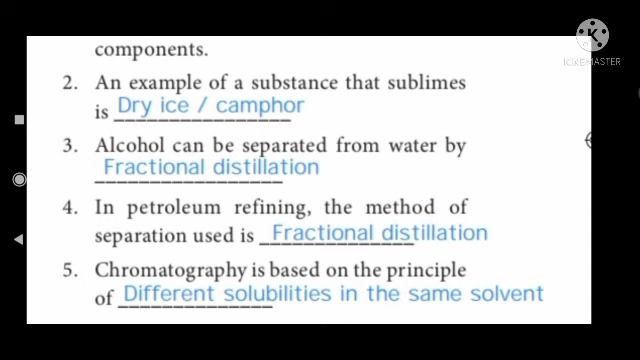 K
KINEMASTER
components.
2. An example of a substance that sublimes
is Dry ice / camphor
3. Alcohol can be separated from water by
Fractional distillation
4. In petroleum refining, the method of
separation used is Fractional distillation
5. Chromatography is based on the principle
of Different solubilities in the same solvent